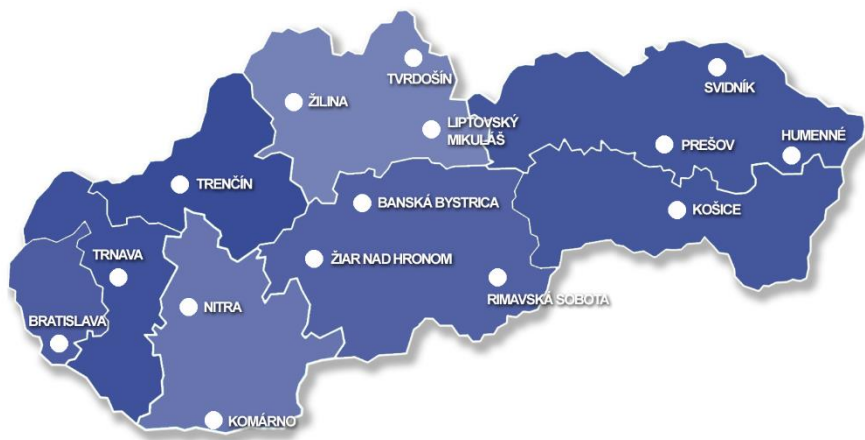 TVRDOŠÍN
SVIDNÍK
ŽILINA
LIPTOVSKÝ
MIKULÁŠ
HUMENNÉ
PREŠOV
TRENČÍN
BANSKÁ BYSTRICA
KOŠICE
TRNAVA
ŽIAR NAD HRONOM
RIMAVSKÁ SOBOTA
NITRA
BRATISLAVA
KOMÁRNO